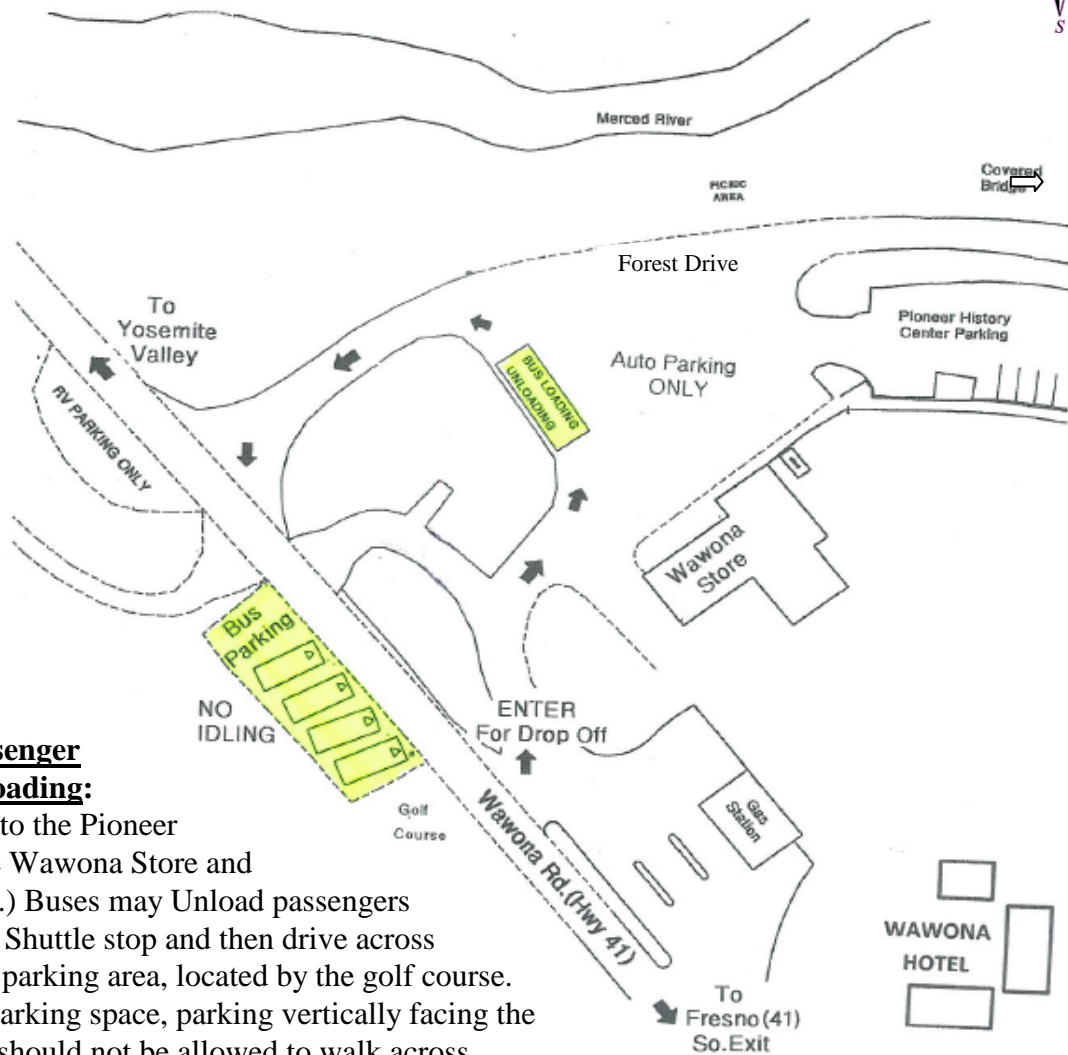 S
Merced River
Covered
Bridge
PICNIC
AREA
Forest Drive
To
Yosemite
Valley
Pioneer History
Center Parking
Auto Parking
ONLY
BUS LOADING
UNLOADING
RV PARKING ONLY
Wawona
Store
Bus
Parking
NO
IDLING
ENTER
For Drop Off
Golf
Course
Gas
Station
Wawona Rd.(Hwy 41)
WAWONA
HOTEL
To
Fresno(41)
So.Exit
senger
oading:
to the Pioneer
Wawona Store and
.) Buses may Unload passengers
Shuttle stop and then drive across
parking area, located by the golf course.
arking space, parking vertically facing the
should not be allowed to walk across